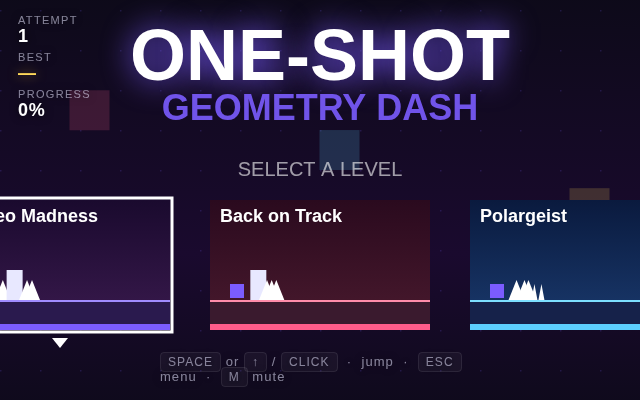 ATTEMPT
1
BEST
—
PROGRESS
0%
ONE-SHOT
GEOMETRY DASH
SELECT A LEVEL
eo Madness
Back on Track
Polargeist
SPACE or ↑ / CLICK · jump · ESC
menu · M mute